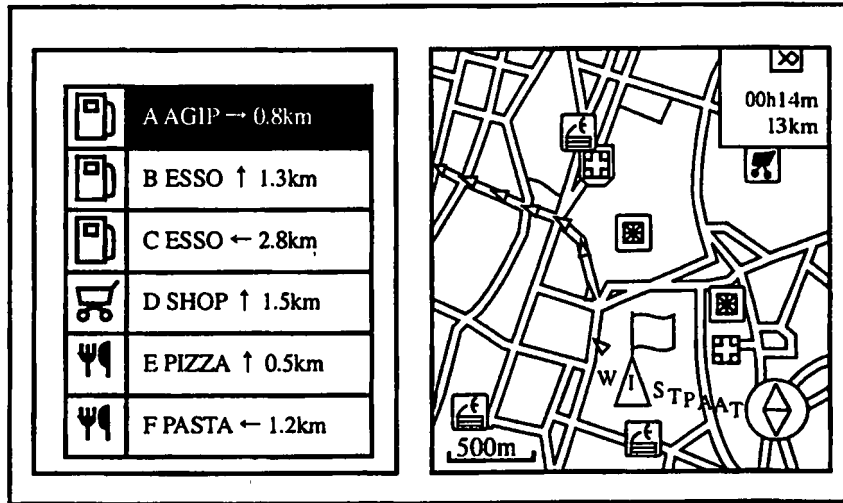 A AGIP → 0.8km
B ESSO ↑ 1.3km
C ESSO ← 2.8km
D SHOP ↑ 1.5km
E PIZZA ↑ 0.5km
F PASTA ← 1.2km
00h14m
13km
W I STPAAT
500m